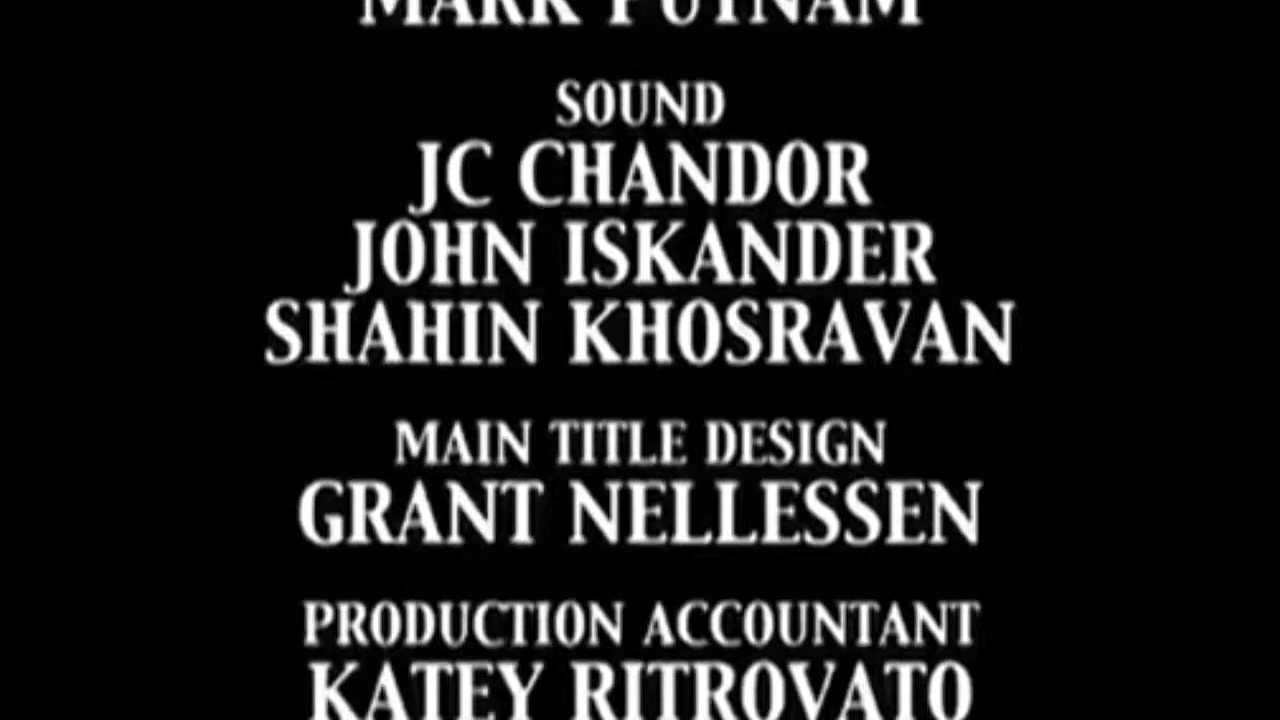 MARK PUTNAM
SOUND
JC CHANDOR
JOHN ISKANDER
SHAHIN KHOSRAVAN
MAIN TITLE DESIGN
GRANT NELLESSEN
PRODUCTION ACCOUNTANT
KATEY RITROVATO